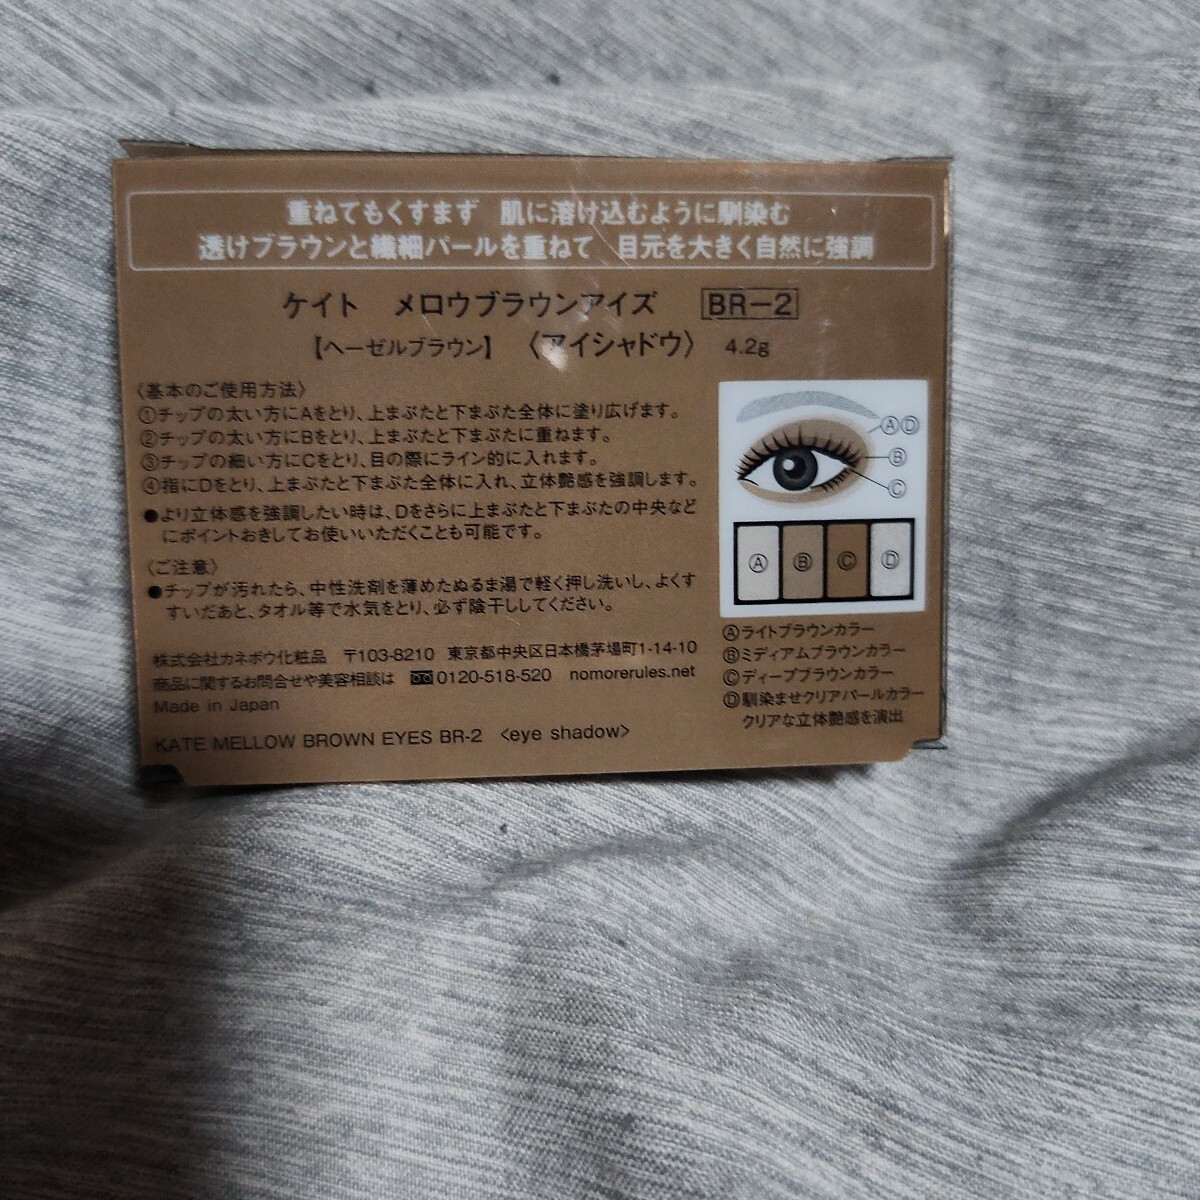 重ねてもくすまず 肌に溶け込むように馴染む
透けブラウンと繊細パールを重ねて 目元を大きく自然に強調
ケイト メロウブラウンアイズ BR-2
【ヘーゼルブラウン】 〈アイシャドウ〉 4.2g
〈基本のご使用方法〉
①チップの太い方にAをとり、上まぶたと下まぶた全体に塗り広げます。
②チップの太い方にBをとり、上まぶたと下まぶたに重ねます。
③チップの細い方にCをとり、目の際にライン的に入れます。
④指にDをとり、上まぶたと下まぶた全体に入れ、立体艶感を強調します。
●より立体感を強調したい時は、Dをさらに上まぶたと下まぶたの中央など
にポイントおきしてお使いいただくことも可能です。
〈ご注意〉
●チップが汚れたら、中性洗剤を薄めたぬるま湯で軽く押し洗いし、よくす
すいだあと、タオル等で水気をとり、必ず陰干ししてください。
株式会社カネボウ化粧品 〒103-8210 東京都中央区日本橋茅場町1-14-10
商品に関するお問合せや美容相談は 0120-518-520 nomorerules.net
Made in Japan
KATE MELLOW BROWN EYES BR-2 <eye shadow>
Ⓐ Ⓓ
Ⓑ
Ⓒ
Ⓐ Ⓑ Ⓒ Ⓓ
Ⓐライトブラウンカラー
Ⓑミディアムブラウンカラー
Ⓒディープブラウンカラー
Ⓓ馴染ませクリアパールカラー
クリアな立体艶感を演出